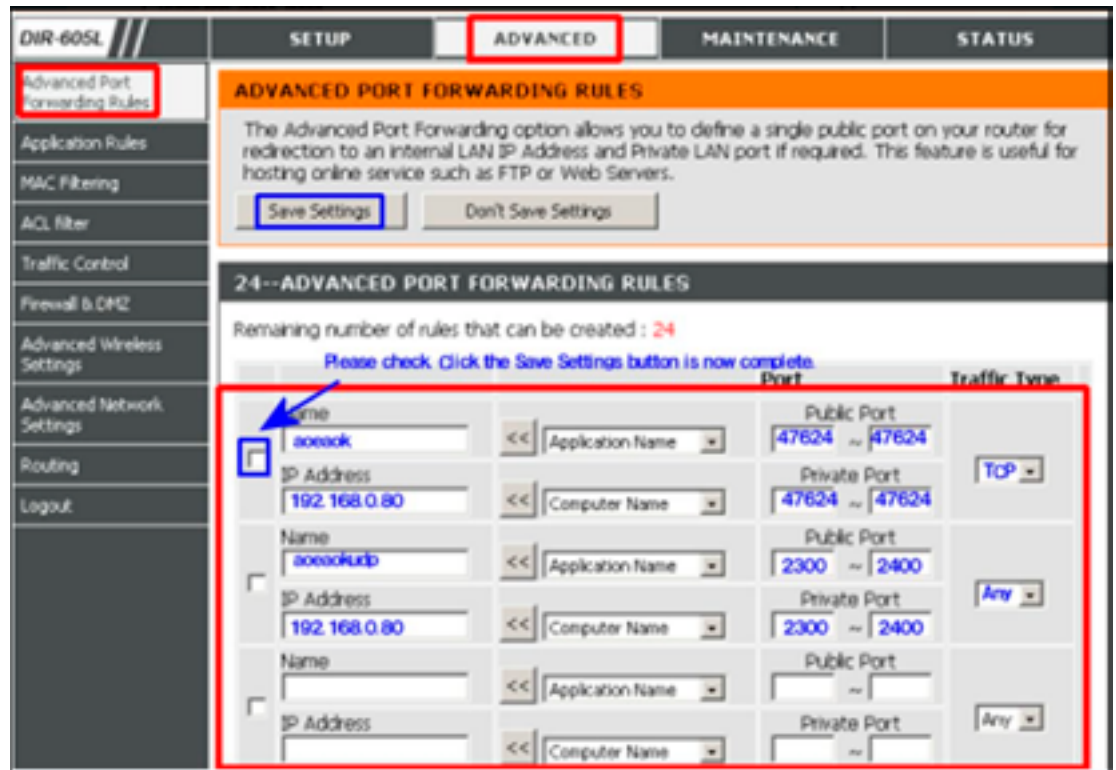 DIR-605L
SETUP
ADVANCED
MAINTENANCE
STATUS
Advanced Port
Forwarding Rules
Application Rules
MAC Filtering
ACL filter
Traffic Control
Firewall & DMZ
Advanced Wireless
Settings
Advanced Network
Settings
Routing
Logout
ADVANCED PORT FORWARDING RULES
The Advanced Port Forwarding option allows you to define a single public port on your router for
redirection to an internal LAN IP Address and Private LAN port if required. This feature is useful for
hosting online service such as FTP or Web Servers.
Save Settings
Don't Save Settings
24--ADVANCED PORT FORWARDING RULES
Remaining number of rules that can be created : 24
Please check. Click the Save Settings button is now complete.
Port
Traffic Type
Name
Public Port
aoeaok
<<
Application Name
47624 ~ 47624
TCP
IP Address
Private Port
192.168.0.80
<<
Computer Name
47624 ~ 47624
Name
Public Port
aoeaokudp
<<
Application Name
2300 ~ 2400
Any
IP Address
Private Port
192.168.0.80
<<
Computer Name
2300 ~ 2400
Name
Public Port
<<
Application Name
~
Any
IP Address
Private Port
<<
Computer Name
~